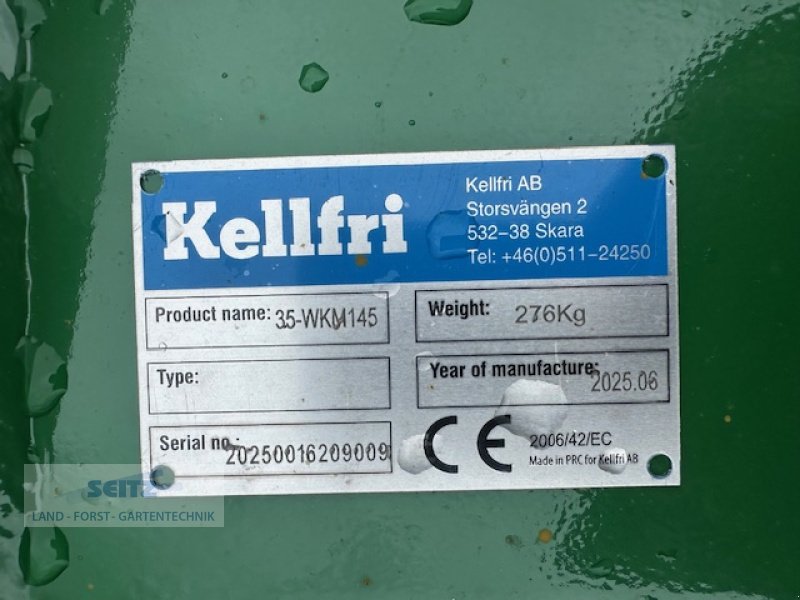 Kellfri
Kellfri AB
Storsvängen 2
532-38 Skara
Tel: +46(0)511-24250
Product name: 35-WKM145
Weight: 276Kg
Type:
Year of manufacture: 2025.06
Serial no.: 20250016209009
CE 2006/42/EC
Made in PRC for Kellfri AB
SEITZ
LAND - FORST - GARTENTECHNIK